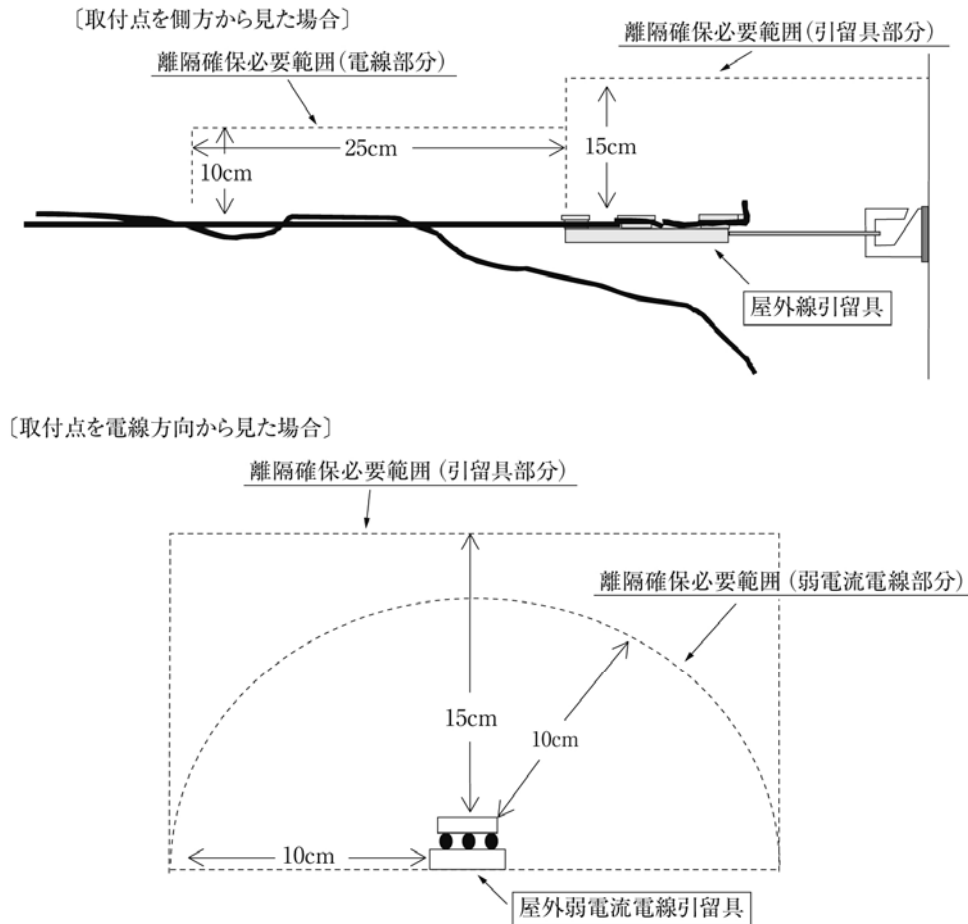 〔取付点を側方から見た場合〕
離隔確保必要範囲(引留具部分)
離隔確保必要範囲(電線部分)
25cm
15cm
10cm
屋外線引留具
〔取付点を電線方向から見た場合〕
離隔確保必要範囲(引留具部分)
離隔確保必要範囲(弱電流電線部分)
15cm
10cm
10cm
屋外弱電流電線引留具